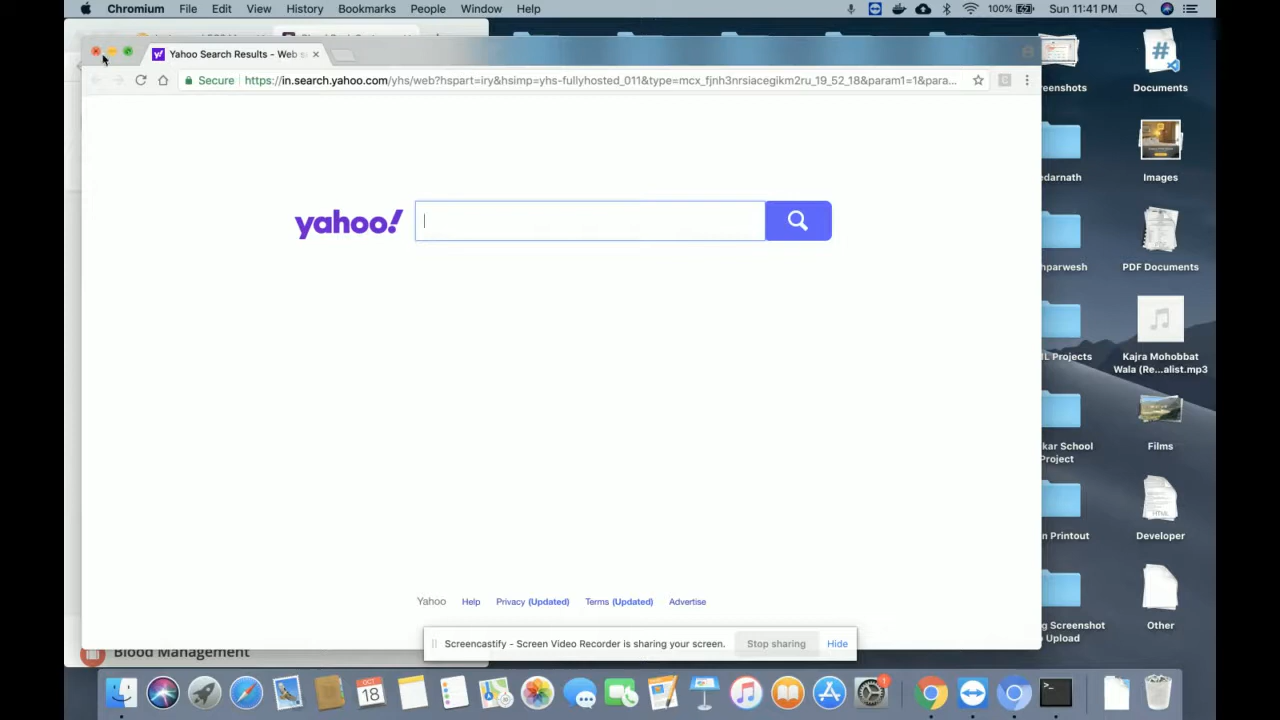 Chromium File Edit View History Bookmarks People Window Help 100% Sun 11:41 PM
Yahoo Search Results - Web
Secure https://in.search.yahoo.com/yhs/web?hspart=iry&hsimp=yhs-fullyhosted_011&type=mcx_fjnh3nrsiacegikm2ru_19_52_18&param1=1&para...
yahoo!
Yahoo Help Privacy (Updated) Terms (Updated) Advertise
Screencastify - Screen Video Recorder is sharing your screen. Stop sharing Hide
Blood Management
eenshots
Documents
edarnath
Images
nparwesh
PDF Documents
L Projects
Kajra Mohobbat
Wala (Re...alist.mp3
kar School
Project
Films
n Printout
Developer
g Screenshot
Upload
Other
OCT
18
1